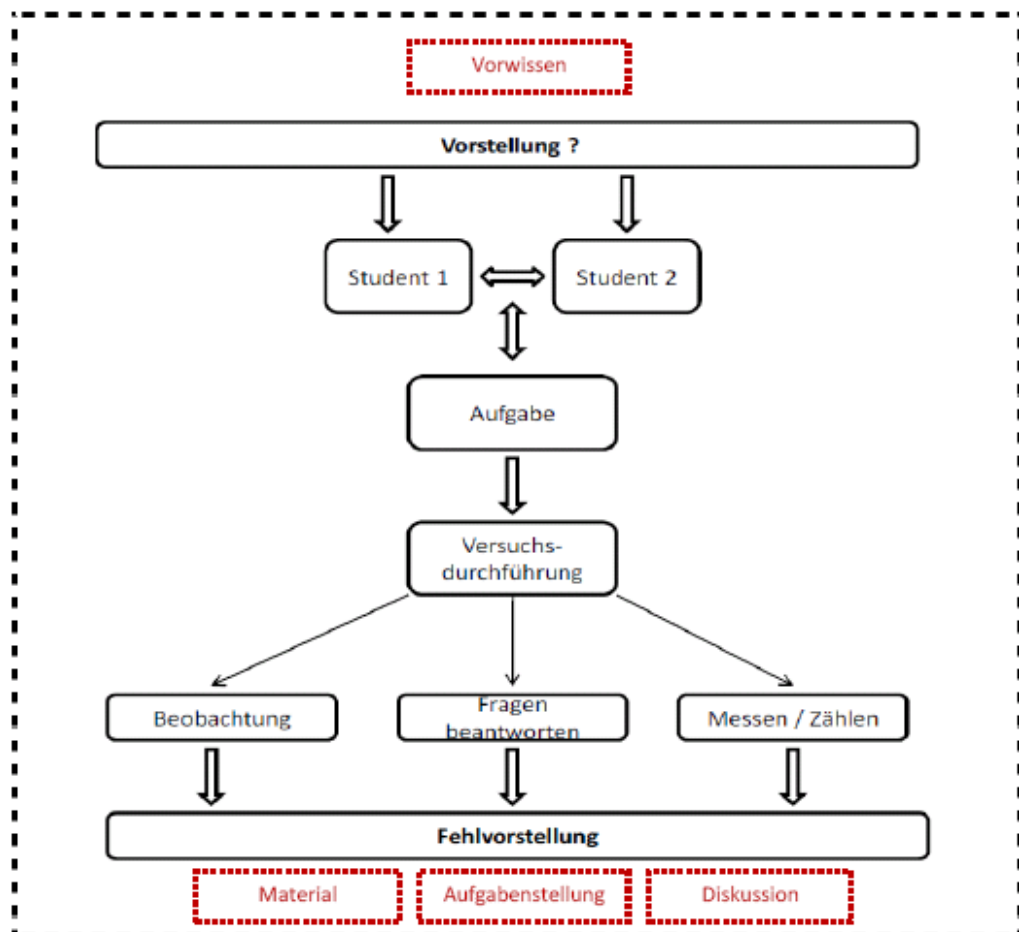 Vorwissen
Vorstellung ?
Student 1
Student 2
Aufgabe
Versuchs-
durchführung
Beobachtung
Fragen
beantworten
Messen / Zählen
Fehlvorstellung
Material
Aufgabenstellung
Diskussion